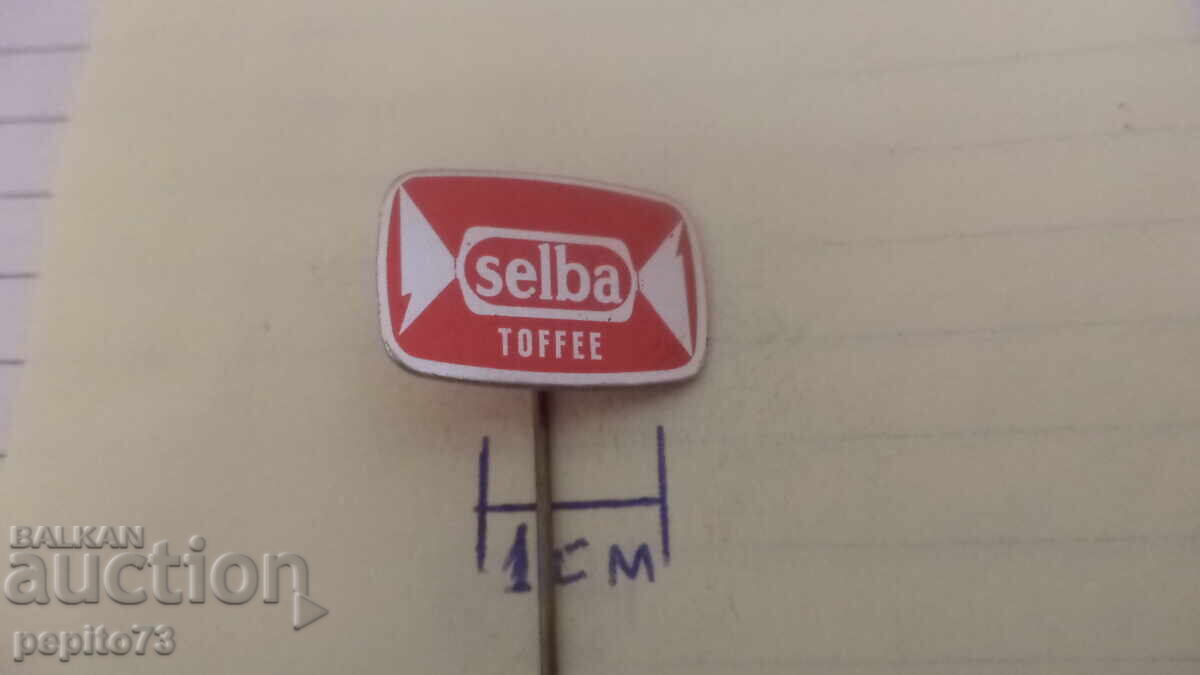 selba
TOFFEE
1 cm
BALKAN
auction
pepito73